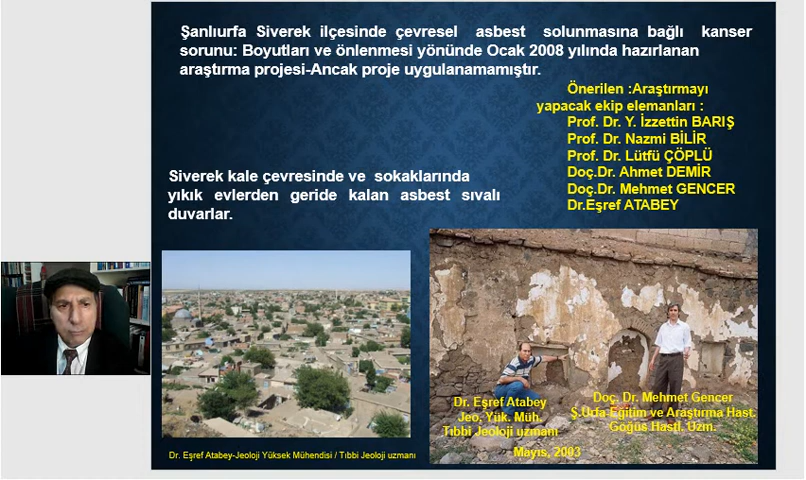 Şanlıurfa Siverek ilçesinde çevresel asbest solunmasına bağlı kanser
sorunu: Boyutları ve önlenmesi yönünde Ocak 2008 yılında hazırlanan
araştırma projesi-Ancak proje uygulanamamıştır.
Önerilen :Araştırmayı
yapacak ekip elemanları :
Prof. Dr. Y. İzzettin BARIŞ
Prof. Dr. Nazmi BİLİR
Prof. Dr. Lütfü ÇÖPLÜ
Doç.Dr. Ahmet DEMİR
Doç.Dr. Mehmet GENCER
Dr.Eşref ATABEY
Siverek kale çevresinde ve sokaklarında
yıkık evlerden geride kalan asbest sıvalı
duvarlar.
Dr. Eşref Atabey
Jeo. Yük. Müh.
Tıbbi Jeoloji uzmanı
Doç. Dr. Mehmet Gencer
Ş.Urfa Eğitim ve Araştırma Hast.
Göğüs Hastl. Uzm.
Mayıs, 2003
Dr. Eşref Atabey-Jeoloji Yüksek Mühendisi / Tıbbi Jeoloji uzmanı